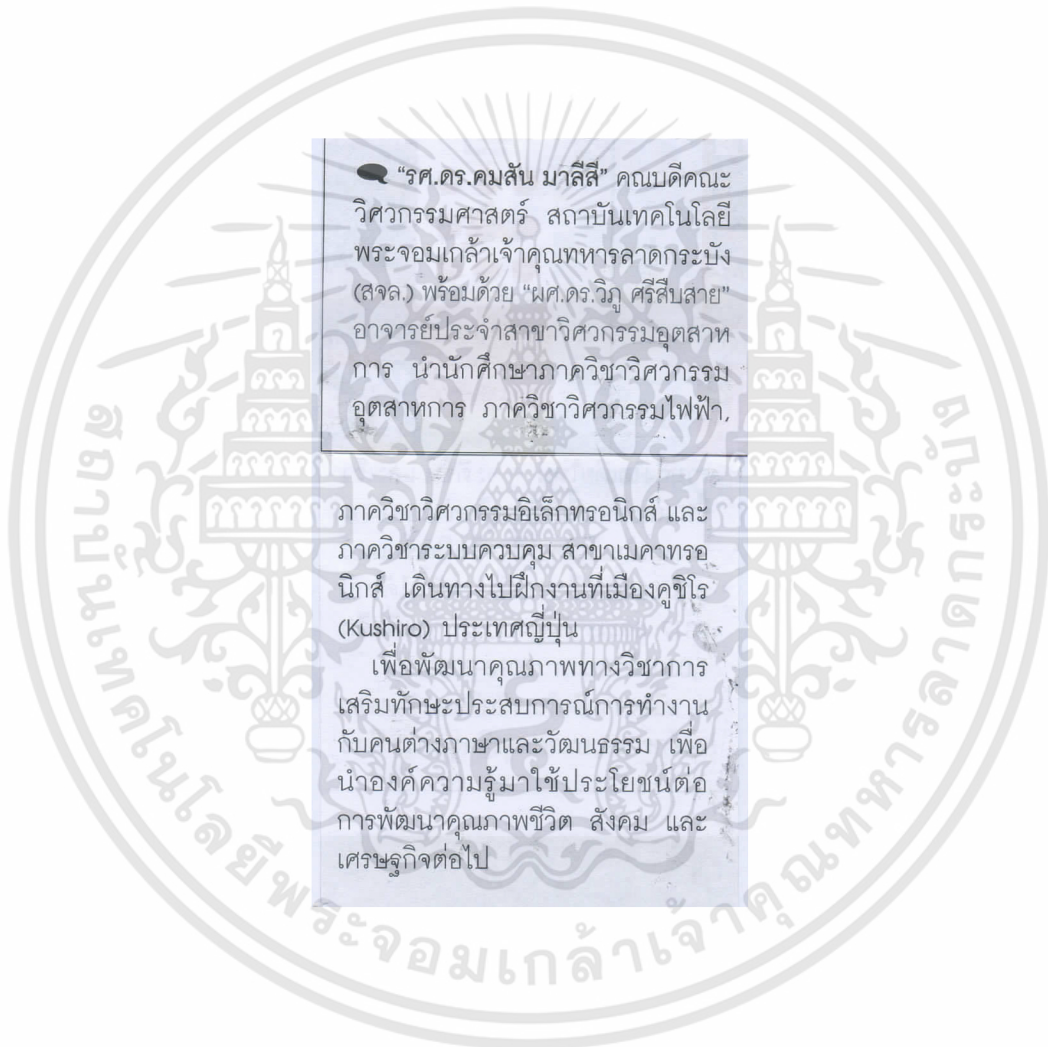 "รศ.ดร.คมสัน มาลีสี" คณบดีคณะ
วิศวกรรมศาสตร์ สถาบันเทคโนโลยี
พระจอมเกล้าเจ้าคุณทหารลาดกระบัง
(สจล.) พร้อมด้วย "ผศ.ดร.วิภู ศรีสืบสาย"
อาจารย์ประจำสาขาวิศวกรรมอุตสาห
การ นำนักศึกษาภาควิชาวิศวกรรม
อุตสาหการ ภาควิชาวิศวกรรมไฟฟ้า,
ภาควิชาวิศวกรรมอิเล็กทรอนิกส์ และ
ภาควิชาระบบควบคุม สาขาเมคาทรอ
นิกส์ เดินทางไปฝึกงานที่เมืองคูชิโร
(Kushiro) ประเทศญี่ปุ่น
เพื่อพัฒนาคุณภาพทางวิชาการ
เสริมทักษะประสบการณ์การทำงาน
กับคนต่างภาษาและวัฒนธรรม เพื่อ
นำองค์ความรู้มาใช้ประโยชน์ต่อ
การพัฒนาคุณภาพชีวิต สังคม และ
เศรษฐกิจต่อไป
สถาบันเทคโนโลยีพระจอมเกล้าเจ้าคุณทหารลาดกระบัง